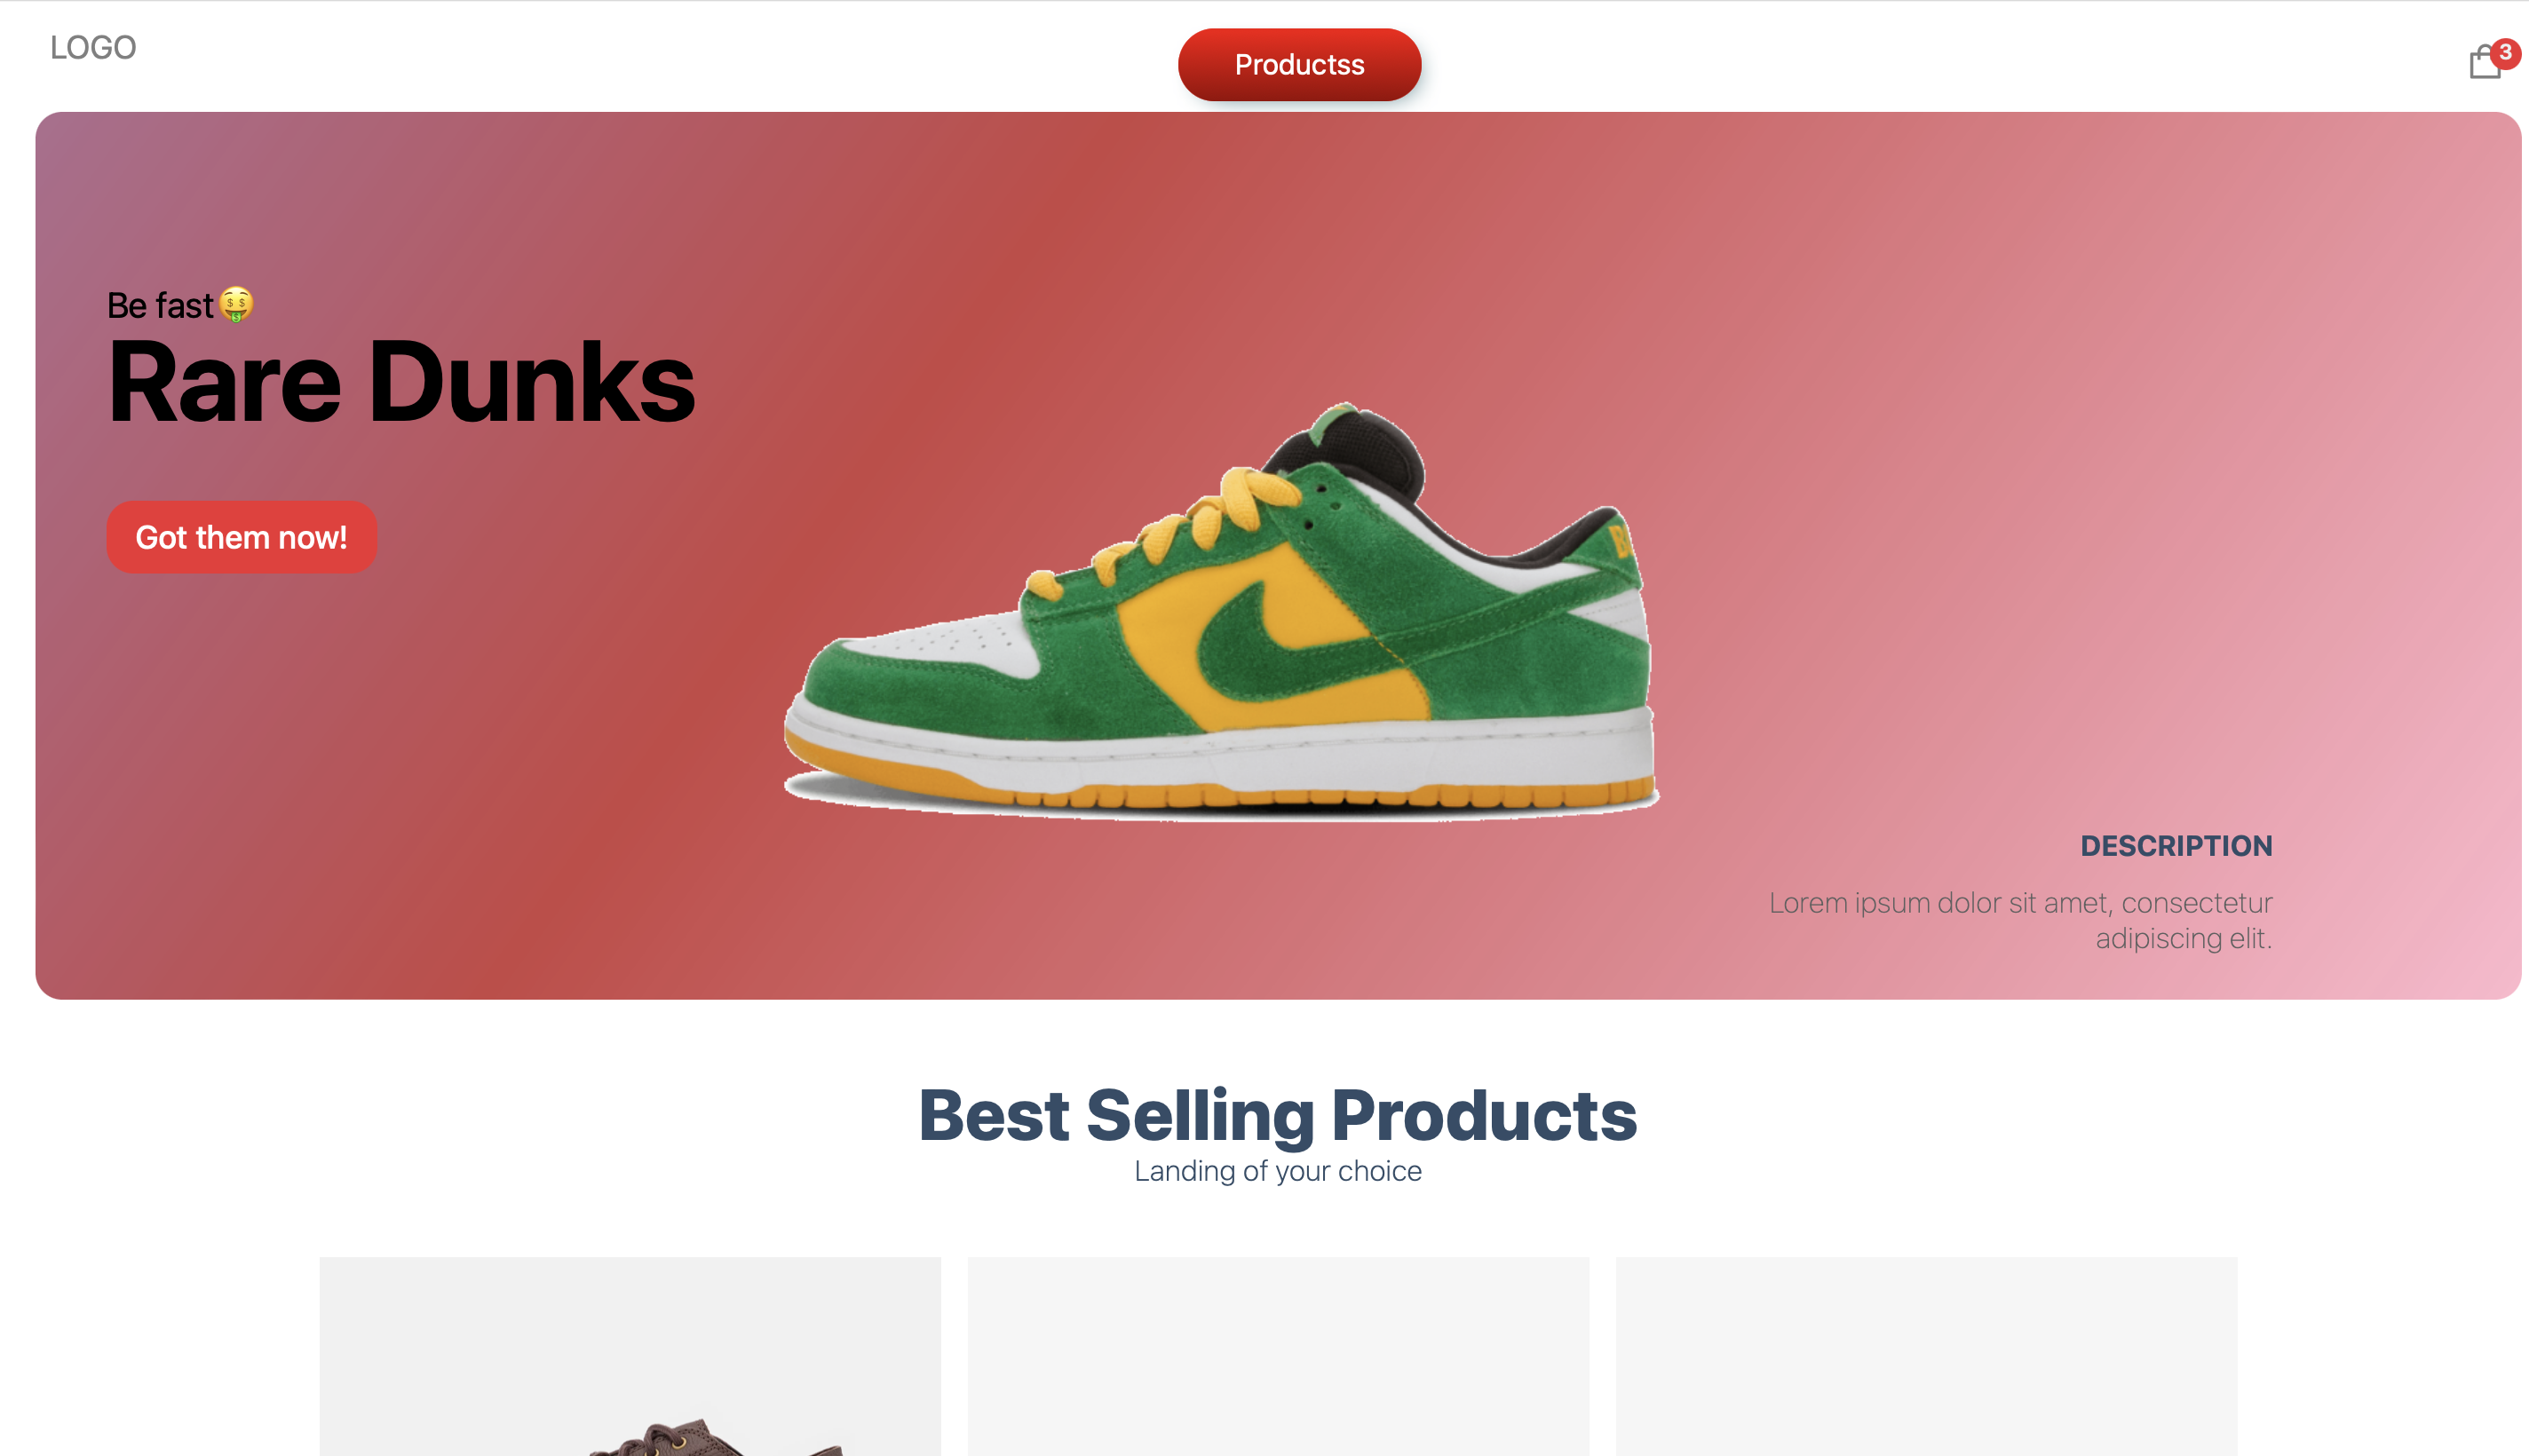 LOGO
Productss
3
Be fast🤑
Rare Dunks
Got them now!
DESCRIPTION
Lorem ipsum dolor sit amet, consectetur
adipiscing elit.
Best Selling Products
Landing of your choice